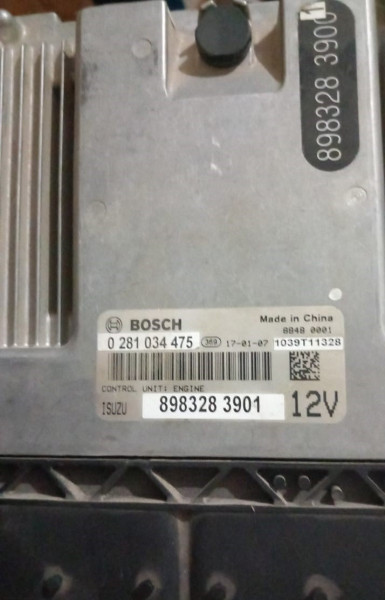 898328 3900
BOSCH
Made in China
8848 0001
0 281 034 475 369 17-01-07 1039T11328
CONTROL UNIT: ENGINE
ISUZU 898328 3901 12V